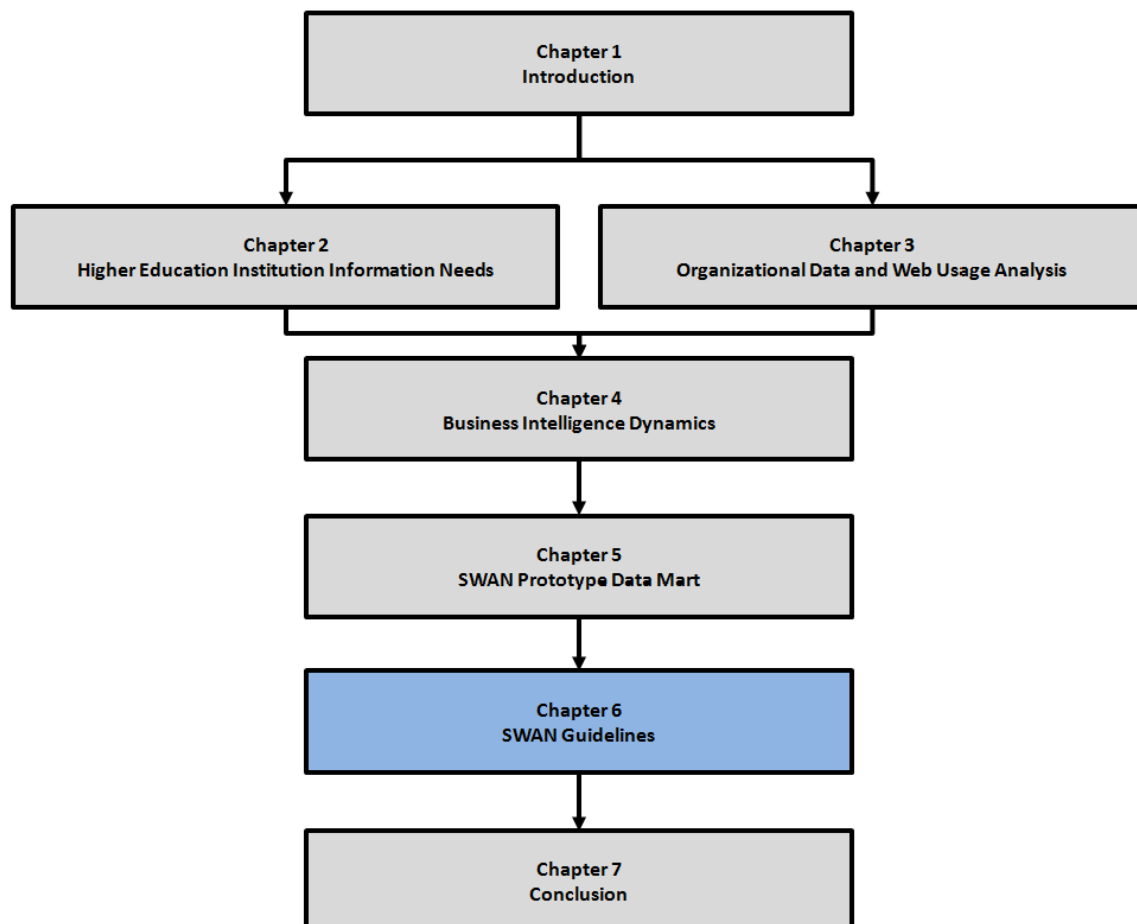 Chapter 1
Introduction
Chapter 2
Higher Education Institution Information Needs
Chapter 3
Organizational Data and Web Usage Analysis
Chapter 4
Business Intelligence Dynamics
Chapter 5
SWAN Prototype Data Mart
Chapter 6
SWAN Guidelines
Chapter 7
Conclusion